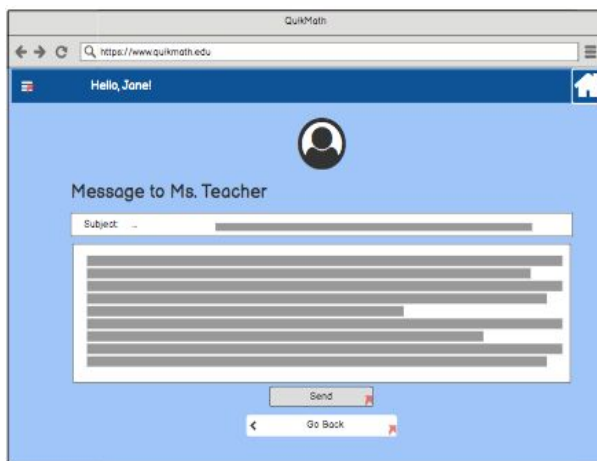 QuikMath
https://www.quikmath.edu
Hello, Jane!
Message to Ms. Teacher
Subject: ..
Send
Go Back